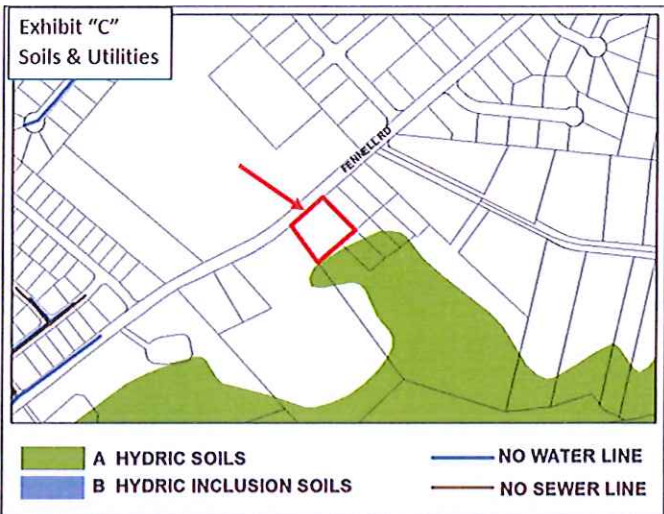 Exhibit "C"
Soils & Utilities
FENNELL RD
A HYDRIC SOILS
B HYDRIC INCLUSION SOILS
NO WATER LINE
NO SEWER LINE